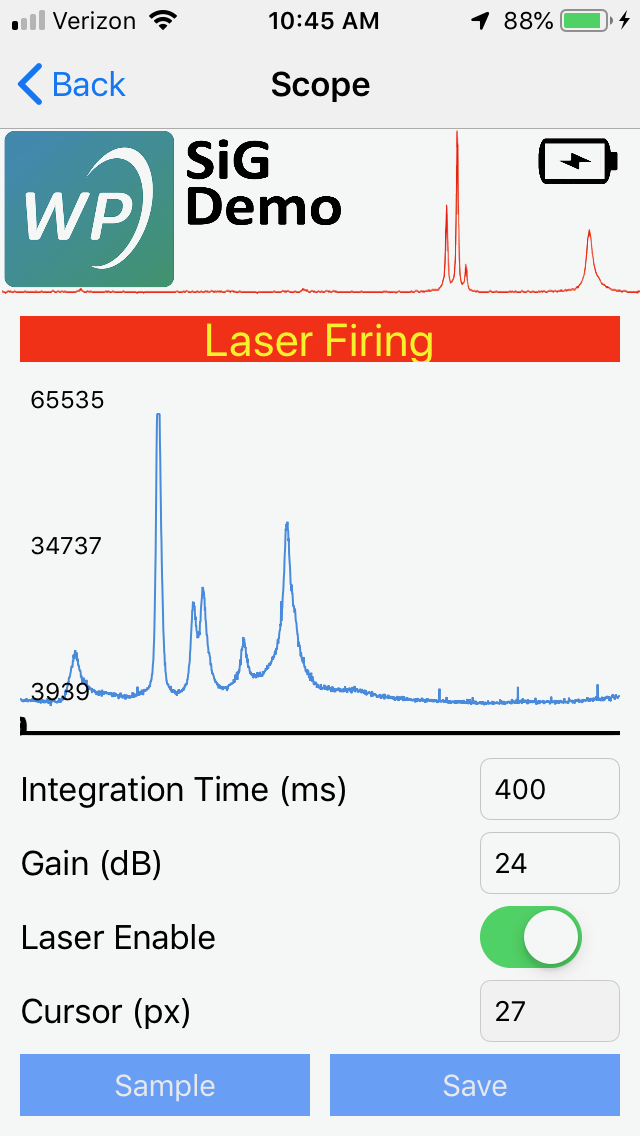 Verizon 10:45 AM 88%
Back Scope
WP
SiG
Demo
Laser Firing
65535
34737
3939
Integration Time (ms) 400
Gain (dB) 24
Laser Enable
Cursor (px) 27
Sample Save